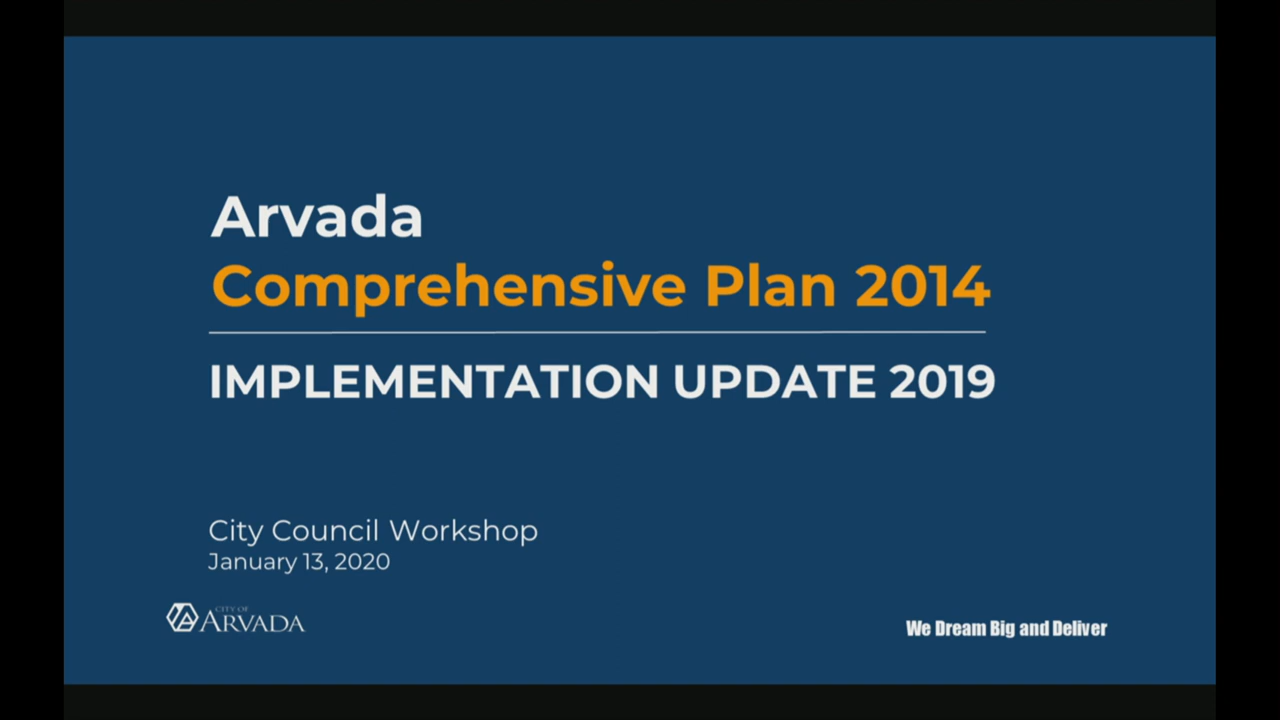 Arvada
Comprehensive Plan 2014
IMPLEMENTATION UPDATE 2019
City Council Workshop
January 13, 2020
CITY OF
ARVADA
We Dream Big and Deliver